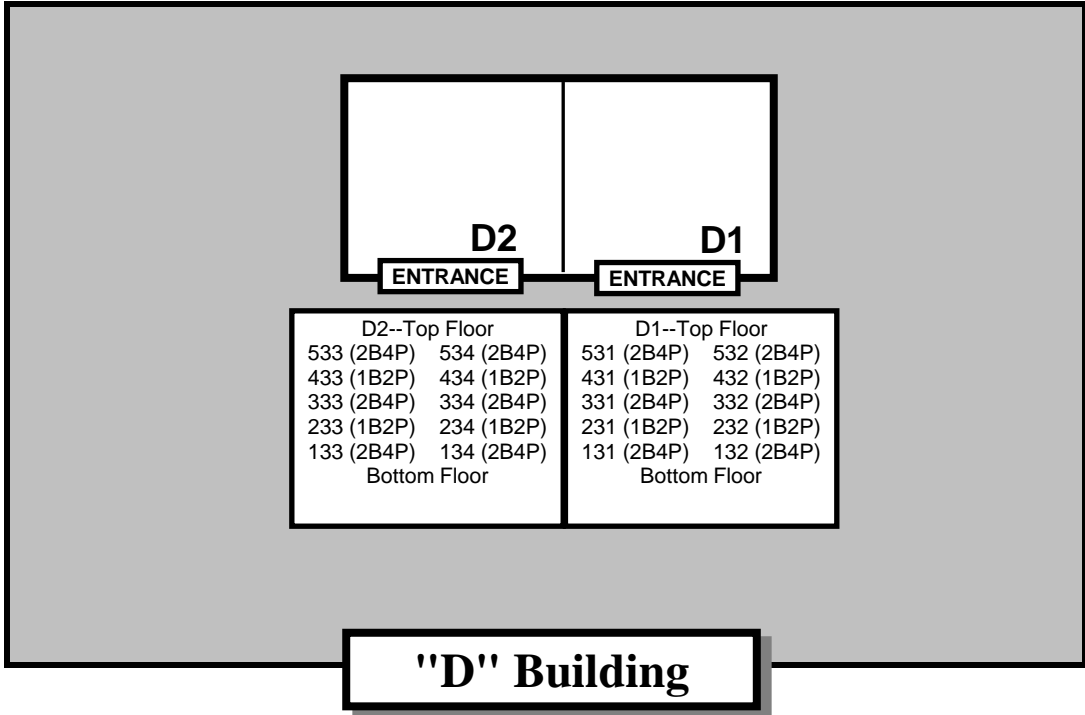 D2
D1
ENTRANCE
ENTRANCE
D2--Top Floor
533 (2B4P) 534 (2B4P)
433 (1B2P) 434 (1B2P)
333 (2B4P) 334 (2B4P)
233 (1B2P) 234 (1B2P)
133 (2B4P) 134 (2B4P)
Bottom Floor
D1--Top Floor
531 (2B4P) 532 (2B4P)
431 (1B2P) 432 (1B2P)
331 (2B4P) 332 (2B4P)
231 (1B2P) 232 (1B2P)
131 (2B4P) 132 (2B4P)
Bottom Floor
"D" Building